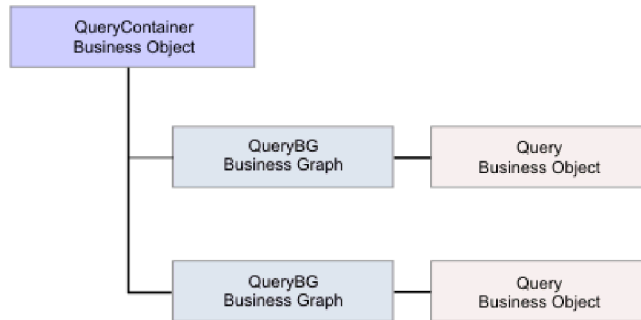 QueryContainer
Business Object
QueryBG
Business Graph
Query
Business Object
QueryBG
Business Graph
Query
Business Object